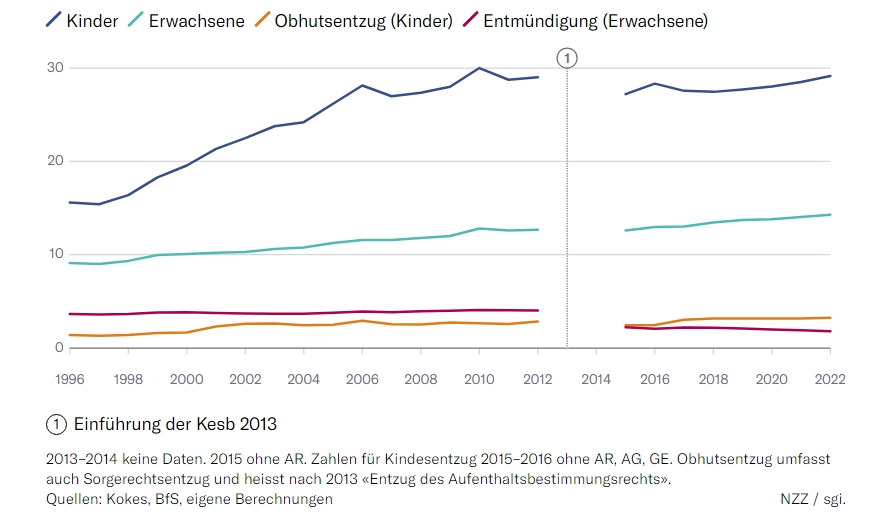 Kinder Erwachsene Obhutsentzug (Kinder) Entmündigung (Erwachsene)
1
30
20
10
0
1996 1998 2000 2002 2004 2006 2008 2010 2012 2014 2016 2018 2020 2022
1 Einführung der Kesb 2013
2013–2014 keine Daten. 2015 ohne AR. Zahlen für Kindesentzug 2015–2016 ohne AR, AG, GE. Obhutsentzug umfasst
auch Sorgerechtsentzug und heisst nach 2013 «Entzug des Aufenthaltsbestimmungsrechts».
Quellen: Kokes, BfS, eigene Berechnungen NZZ / sgi.